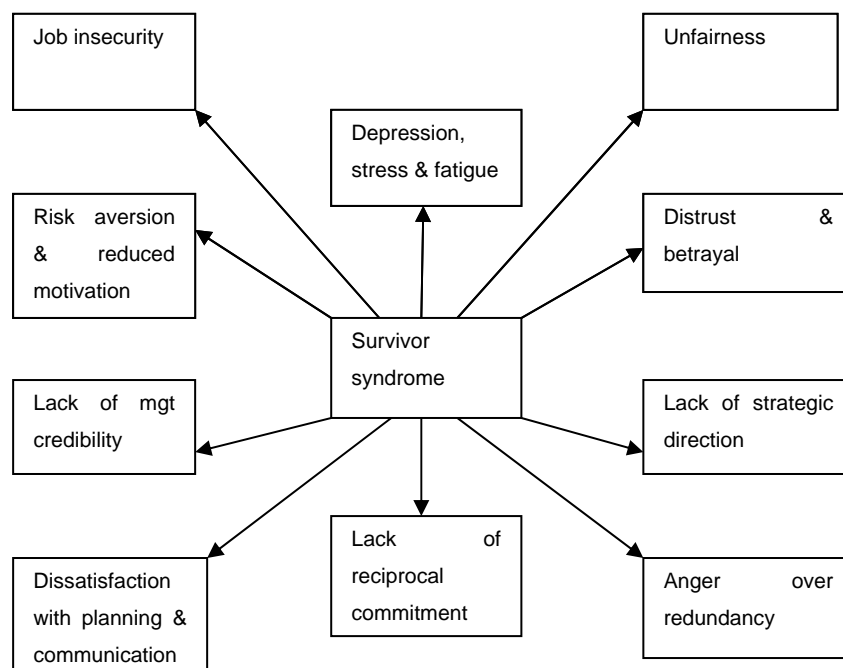 Job insecurity
Unfairness
Depression,
stress & fatigue
Risk aversion
& reduced
motivation
Distrust &
betrayal
Survivor
syndrome
Lack of mgt
credibility
Lack of strategic
direction
Dissatisfaction
with planning &
communication
Lack of
reciprocal
commitment
Anger over
redundancy